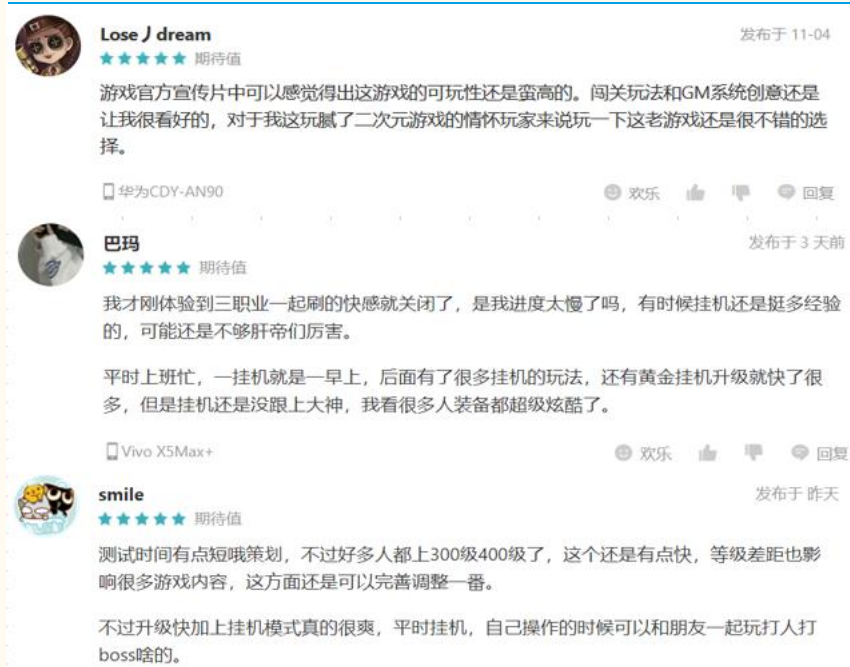 Lose丿dream
发布于 11-04
期待值
游戏官方宣传片中可以感觉得出这游戏的可玩性还是蛮高的。闯关玩法和GM系统创意还是
让我很看好的，对于我这玩腻了二次元游戏的情怀玩家来说玩一下这老游戏还是很不错的选
择。
华为CDY-AN90
欢乐
回复
巴玛
发布于 3 天前
期待值
我才刚体验到三职业一起刷的快感就关闭了，是我进度太慢了吗，有时候挂机还是挺多经验
的，可能还是不够肝帝们厉害。
平时上班忙，一挂机就是一早上，后面有了很多挂机的玩法，还有黄金挂机升级就快了很
多，但是挂机还是没跟上大神，我看很多人装备都超级炫酷了。
Vivo X5Max+
欢乐
回复
smile
发布于 昨天
期待值
测试时间有点短哦策划，不过好多人都上300级400级了，这个还是有点快，等级差距也影
响很多游戏内容，这方面还是可以完善调整一番。
不过升级快加上挂机模式真的很爽，平时挂机，自己操作的时候可以和朋友一起玩打人打
boss啥的。